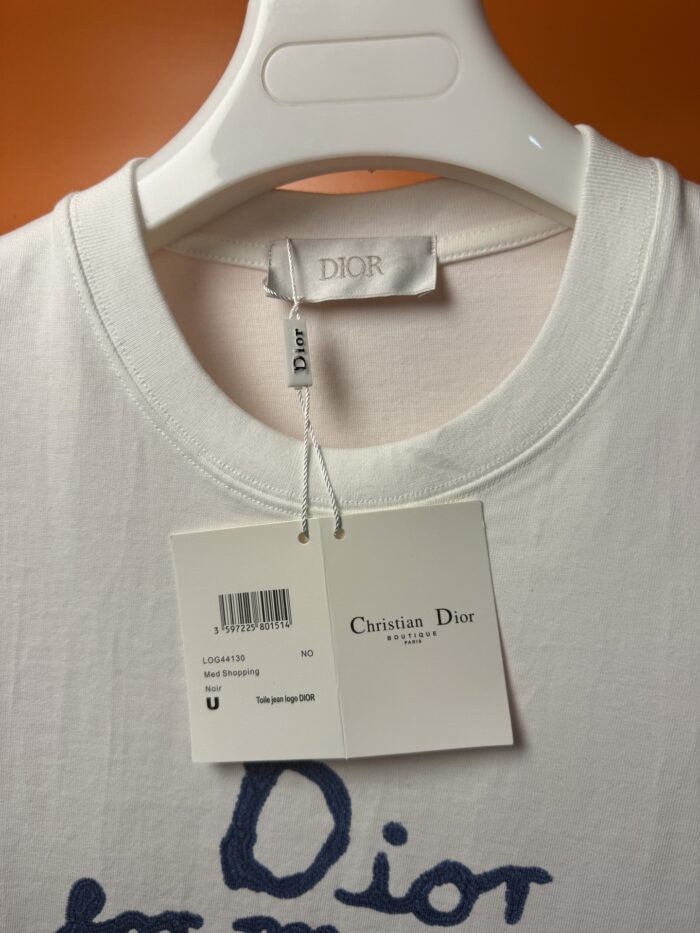 DIOR
Dior
3 597225 801514
LOG44130 NO
Med Shopping
Noir
U Toile jean logo DIOR
Christian Dior
BOUTIQUE
PARIS
Dior